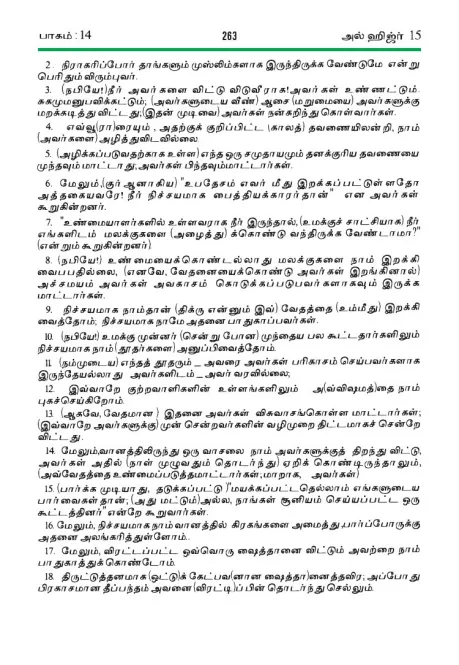 பாகம் : 14 263 அல் ஹிஜ்ர் 15
2. நிராகரிப்போர் தாங்களும் முஸ்லிம்களாக இருந்திருக்க வேண்டுமே என்று
பெரிதும் விரும்புவர்.
3. (நபியே!) நீர் அவர்களை விட்டு விடுவீராக! அவர்கள் உண்ணட்டும்.
சுகமுமனுபவிக்கட்டும்; (அவர்களுடைய வீண்) ஆசை (மறுமையை) அவர்களுக்கு
மறக்கடித்து விட்டது; (இதன் முடிவை) அவர்கள் நன்கறிந்து கொள்வார்கள்.
4. எவ்வூ(ரா)ரையும், அதற்குக் குறிப்பிட்ட (காலத்) தவணையிலன்றி, நாம்
(அவர்களை) அழித்துவிடவில்லை.
5. (அழிக்கப்படுவதற்காக உள்ள) எந்த ஒரு சமுதாயமும் தனக்குரிய தவணையை
முந்தவும் மாட்டாது; அவர்கள் பிந்தவும்மாட்டார்கள்.
6. மேலும், (குர்ஆனாகிய) "உபதேசம் எவர் மீது இறக்கப்பட்டுள்ளதோ
அத்தகையவரே! நீர் நிச்சயமாக பைத்தியக்காரர்தான்" என அவர்கள்
கூறுகின்றனர்.
7. "உண்மையாளர்களில் உள்ளவராக நீர் இருந்தால், (உமக்குச் சாட்சியாக) நீர்
எங்களிடம் மலக்குகளை (அழைத்து) க்கொண்டு வந்திருக்க வேண்டாமா?"
(என்றும் கூறுகின்றனர்)
8. (நபியே!) உண்மையைக்கொண்டல்லாது மலக்குகளை நாம் இறக்கி
வைப்பதில்லை, (எனவே, வேதனையைக்கொண்டு அவர்கள் இறங்கினால்)
அச்சமயம் அவர்கள் அவகாசம் கொடுக்கப்படுபவர்களாகவும் இருக்க
மாட்டார்கள்.
9. நிச்சயமாக நாம்தான் (திக்ரு என்னும் இவ்) வேதத்தை (உம்மீது) இறக்கி
வைத்தோம்; நிச்சயமாக நாமே அதனை பாதுகாப்பவர்கள்.
10. (நபியே!) உமக்கு முன்னர் (சென்று போன) முந்தைய பல கூட்டதார்களிலும்
நிச்சயமாக நாம் (தூதர்களை) அனுப்பிவைத்தோம்.
11. (நம்முடைய) எந்தத் தூதரும் _ அவரை அவர்கள் பரிகாசம் செய்பவர்களாக
இருந்தேயல்லாது அவர்களிடம் _ அவர் வரவில்லை;
12. இவ்வாறே குற்றவாளிகளின் உள்ளங்களிலும் அ(வ்விஷமத்)தை நாம்
புகச்செய்கிறோம்.
13. (ஆகவே, வேதமான) இதனை அவர்கள் விசுவாசங்கொள்ள மாட்டார்கள்;
(இவ்வாறே அவர்களுக்கு) முன் சென்றவர்களின் வழிமுறை திட்டமாகச் சென்றே
விட்டது.
14. மேலும், வானத்திலிருந்து ஒரு வாசலை நாம் அவர்களுக்குத் திறந்து விட்டு,
அவர்கள் அதில் (நாள் முழுவதும் தொடர்ந்து) ஏறிக் கொண்டிருந்தாலும்,
(அவ்வேதத்தை உண்மைப்படுத்தமாட்டார்கள்; மாறாக, அவர்கள்)
15. (பார்க்க முடியாது, தடுக்கப்பட்டு) "மயக்கப்பட்டதெல்லாம் எங்களுடைய
பார்வைகள் தான்; (அது மட்டும்) அல்ல, நாங்கள் சூனியம் செய்யப்பட்ட ஒரு
கூட்டத்தினர்" என்றே கூறுவார்கள்.
16. மேலும், நிச்சயமாக நாம் வானத்தில் கிரகங்களை அமைத்து, பார்ப்போருக்கு
அதனை அலங்கரித்துள்ளோம்..
17. மேலும், விரட்டப்பட்ட ஒவ்வொரு ஷைத்தானை விட்டும் அவற்றை நாம்
பாதுகாத்துக் கொண்டோம்.
18. திருட்டுத்தனமாக (ஒட்டு)க் கேட்பவ(னான ஷைத்தா)னைத்தவிர; அப்போது
பிரகாசமான தீப்பந்தம் அவனை (விரட்டி)ப் பின் தொடர்ந்து செல்லும்.